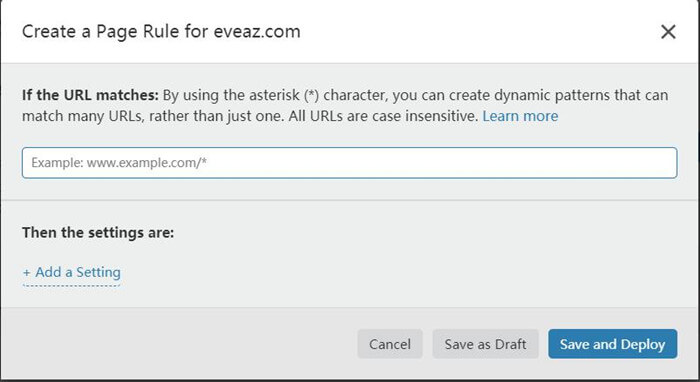 Create a Page Rule for eveaz.com
If the URL matches: By using the asterisk (*) character, you can create dynamic patterns that can
match many URLs, rather than just one. All URLs are case insensitive. Learn more
Example: www.example.com/*
Then the settings are:
+ Add a Setting
Cancel Save as Draft Save and Deploy